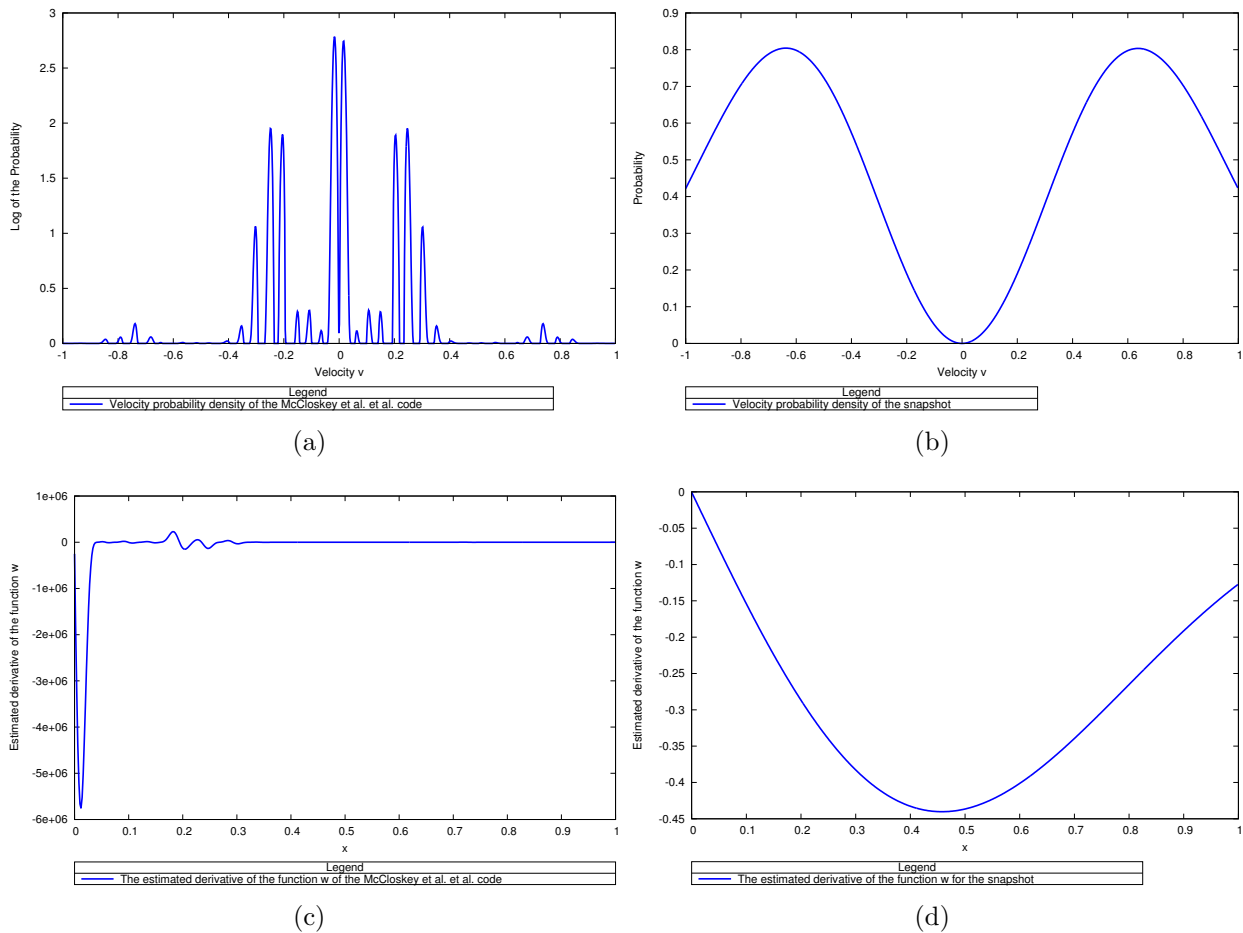 3
2.5
2
1.5
1
0.5
0
Log of the Probability
-1 -0.8 -0.6 -0.4 -0.2 0 0.2 0.4 0.6 0.8 1
Velocity v
Legend
Velocity probability density of the McCloskey et al. et al. code
(a)
0.9
0.8
0.7
0.6
0.5
0.4
0.3
0.2
0.1
0
Probability
-1 -0.8 -0.6 -0.4 -0.2 0 0.2 0.4 0.6 0.8 1
Velocity v
Legend
Velocity probability density of the snapshot
(b)
1e+06
0
-1e+06
-2e+06
-3e+06
-4e+06
-5e+06
-6e+06
Estimated derivative of the function w
0 0.1 0.2 0.3 0.4 0.5 0.6 0.7 0.8 0.9 1
x
Legend
The estimated derivative of the function w of the McCloskey et al. et al. code
(c)
0
-0.05
-0.1
-0.15
-0.2
-0.25
-0.3
-0.35
-0.4
-0.45
Estimated derivative of the function w
0 0.1 0.2 0.3 0.4 0.5 0.6 0.7 0.8 0.9 1
x
Legend
The estimated derivative of the function w for the snapshot
(d)